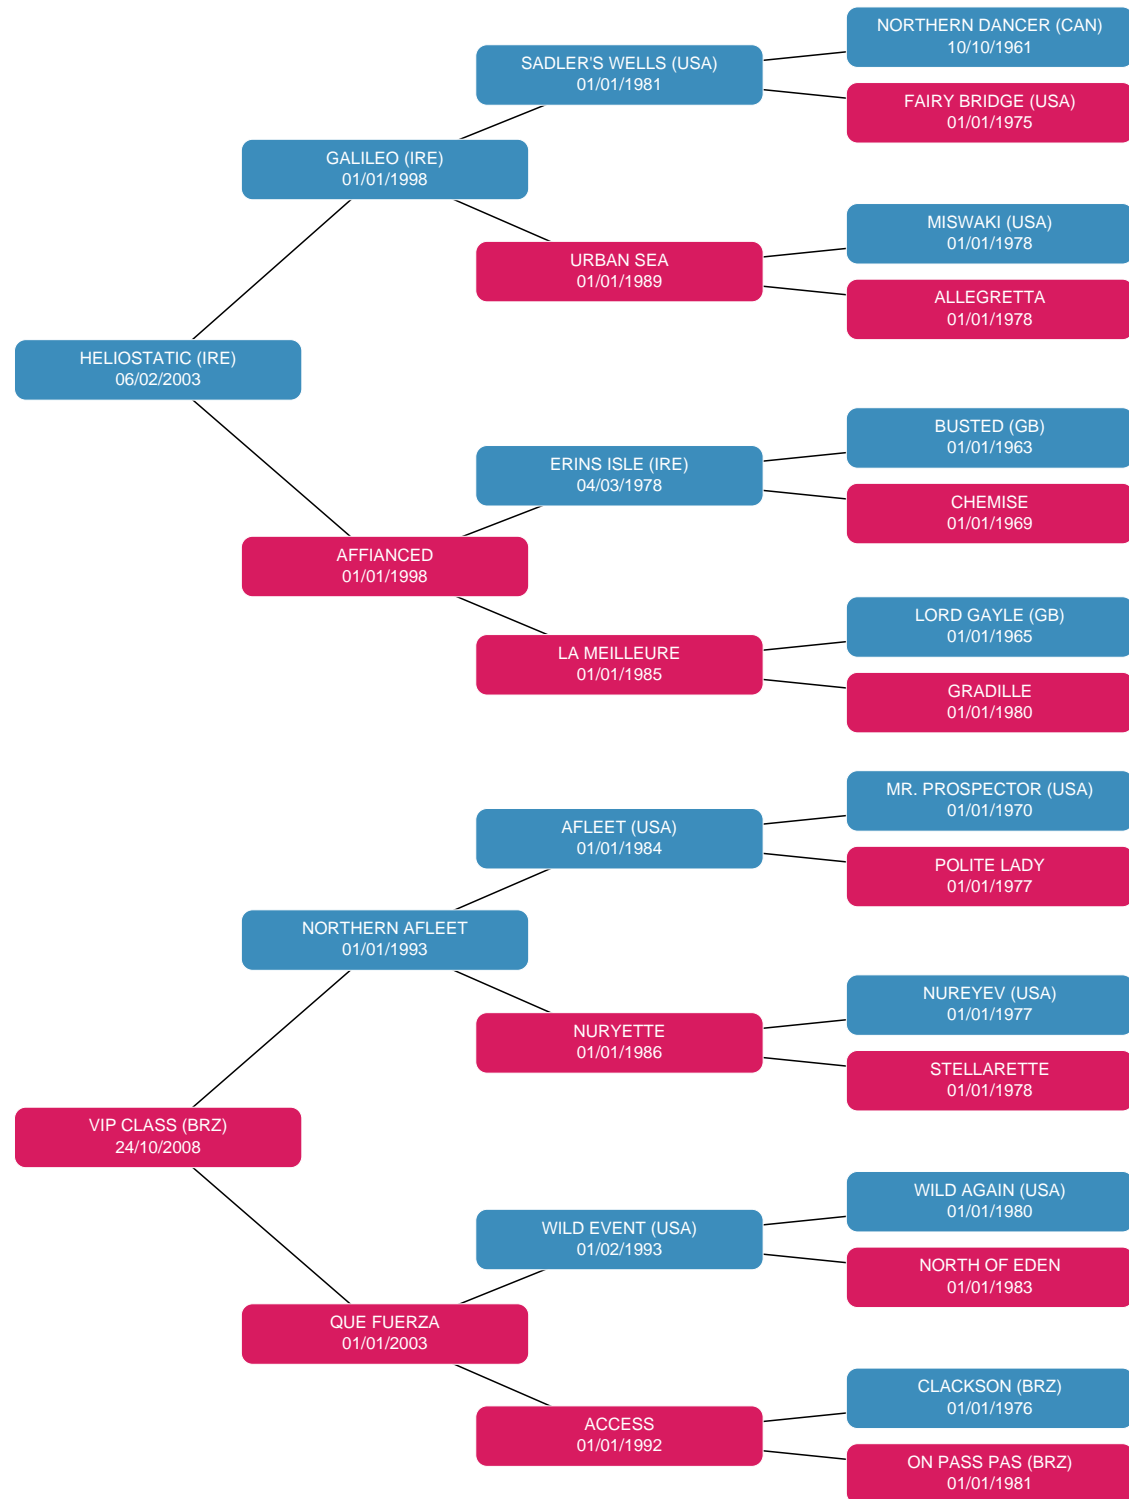 NORTHERN DANCER (CAN)
10/10/1961
SADLER'S WELLS (USA)
01/01/1981
FAIRY BRIDGE (USA)
01/01/1975
GALILEO (IRE)
01/01/1998
MISWAKI (USA)
01/01/1978
URBAN SEA
01/01/1989
ALLEGRETTA
01/01/1978
HELIOSTATIC (IRE)
06/02/2003
BUSTED (GB)
01/01/1963
ERINS ISLE (IRE)
04/03/1978
CHEMISE
01/01/1969
AFFIANCED
01/01/1998
LORD GAYLE (GB)
01/01/1965
LA MEILLEURE
01/01/1985
GRADILLE
01/01/1980
MR. PROSPECTOR (USA)
01/01/1970
AFLEET (USA)
01/01/1984
POLITE LADY
01/01/1977
NORTHERN AFLEET
01/01/1993
NUREYEV (USA)
01/01/1977
NURYETTE
01/01/1986
STELLARETTE
01/01/1978
VIP CLASS (BRZ)
24/10/2008
WILD AGAIN (USA)
01/01/1980
WILD EVENT (USA)
01/02/1993
NORTH OF EDEN
01/01/1983
QUE FUERZA
01/01/2003
CLACKSON (BRZ)
01/01/1976
ACCESS
01/01/1992
ON PASS PAS (BRZ)
01/01/1981